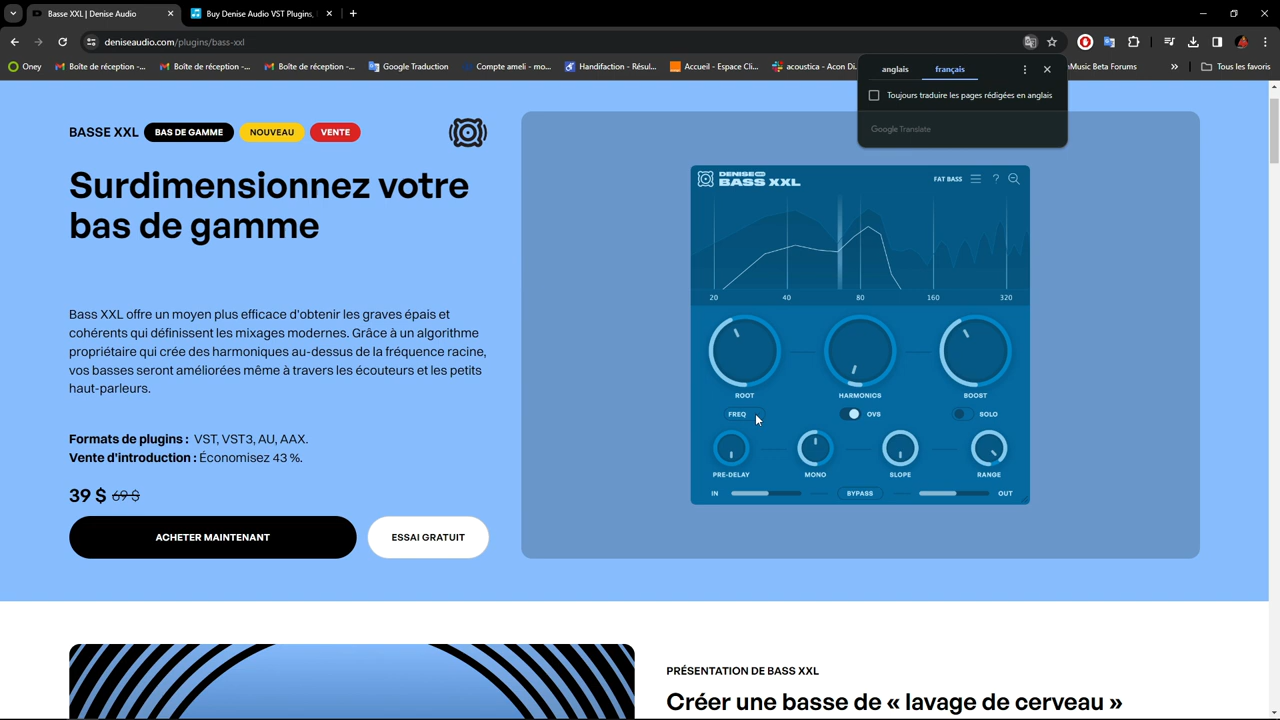 Basse XXL | Denise Audio
Buy Denise Audio VST Plugins,
deniseaudio.com/plugins/bass-xxl
Oney
Boîte de réception -...
Boîte de réception -...
Boîte de réception -...
Google Traduction
Compte ameli - mo...
Handifaction - Résul...
Accueil - Espace Cli...
acoustica - Acon Di
Music Beta Forums
»
Tous les favoris
anglais
français
Toujours traduire les pages rédigées en anglais
Google Translate
BASSE XXL
BAS DE GAMME
NOUVEAU
VENTE
Surdimensionnez votre
bas de gamme
Bass XXL offre un moyen plus efficace d'obtenir les graves épais et
cohérents qui définissent les mixages modernes. Grâce à un algorithme
propriétaire qui crée des harmoniques au-dessus de la fréquence racine,
vos basses seront améliorées même à travers les écouteurs et les petits
haut-parleurs.
Formats de plugins : VST, VST3, AU, AAX.
Vente d'introduction : Économisez 43 %.
39 $ 69 $
ACHETER MAINTENANT
ESSAI GRATUIT
DENISE
BASS XXL
FAT BASS
?
20 40 80 160 320
ROOT HARMONICS BOOST
FREQ OVS SOLO
PRE-DELAY MONO SLOPE RANGE
IN BYPASS OUT
PRÉSENTATION DE BASS XXL
Créer une basse de « lavage de cerveau »